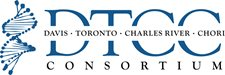 DTCC
DAVIS · TORONTO · CHARLES RIVER · CHORI
CONSORTIUM